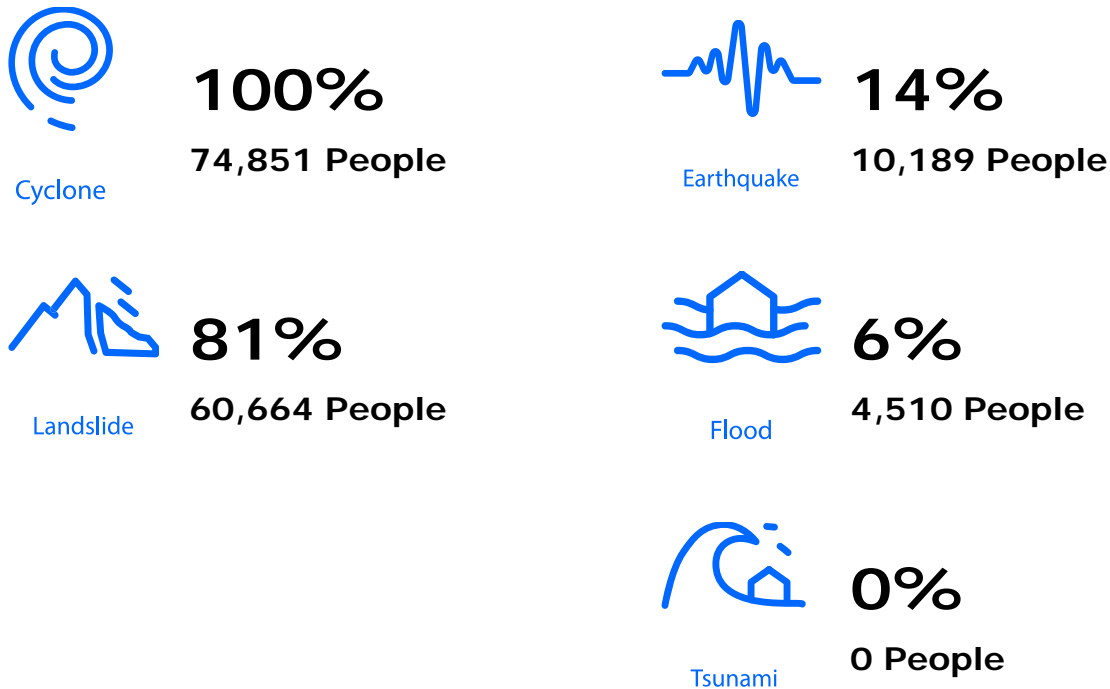 100%
74,851 People
Cyclone
14%
10,189 People
Earthquake
81%
60,664 People
Landslide
6%
4,510 People
Flood
0%
0 People
Tsunami